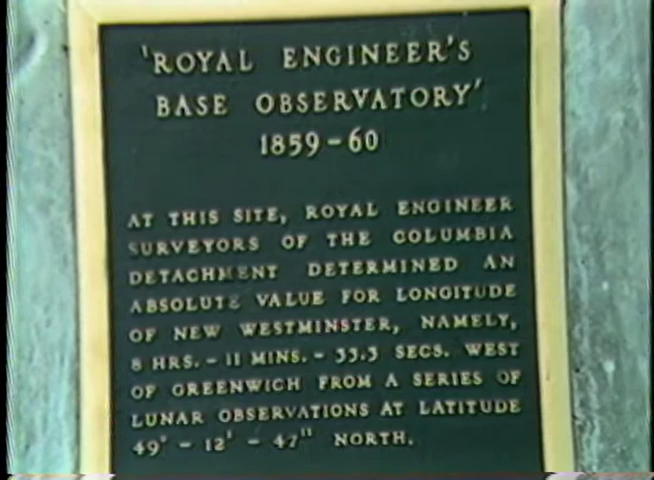 'ROYAL ENGINEER'S
BASE OBSERVATORY'
1859-60
AT THIS SITE, ROYAL ENGINEER
SURVEYORS OF THE COLUMBIA
DETACHMENT DETERMINED AN
ABSOLUTE VALUE FOR LONGITUDE
OF NEW WESTMINSTER, NAMELY,
8 HRS. - 11 MINS. - 33.3 SECS. WEST
OF GREENWICH FROM A SERIES OF
LUNAR OBSERVATIONS AT LATITUDE
49° - 12' - 47" NORTH.